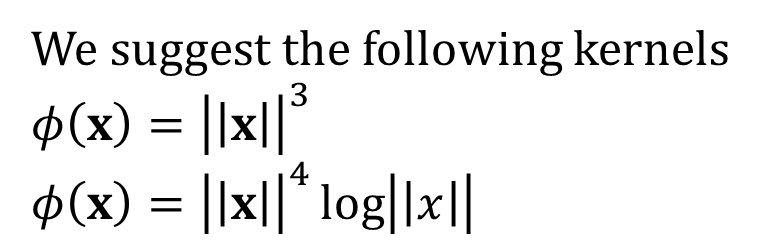 We suggest the following kernels
𝜙(𝐱) = ||𝐱||³
𝜙(𝐱) = ||𝐱||⁴ log||𝑥||